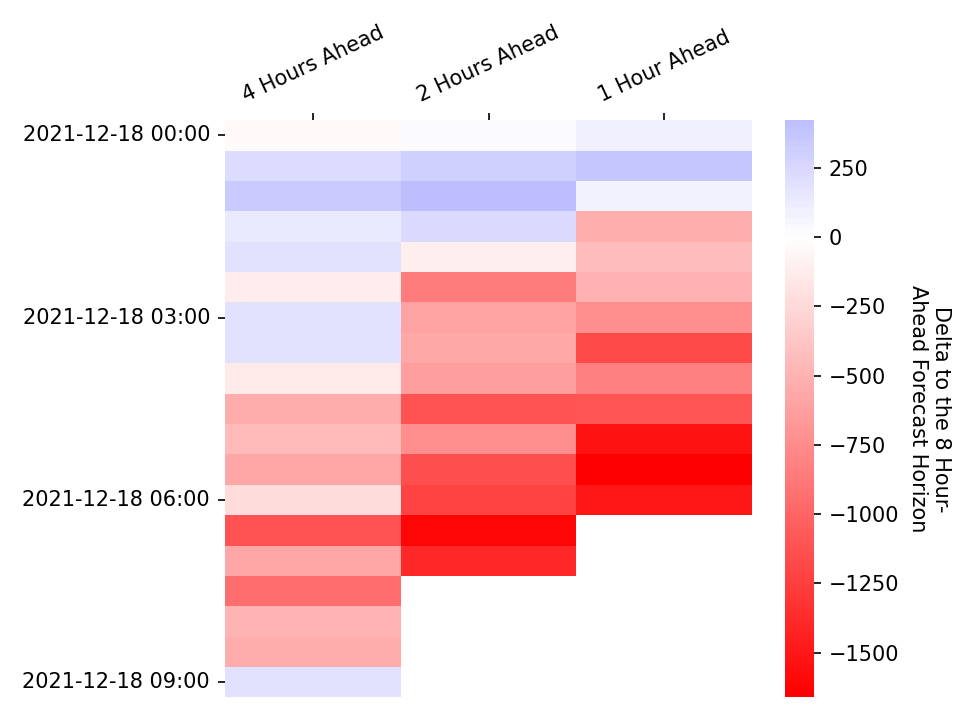 4 Hours Ahead
2 Hours Ahead
1 Hour Ahead
2021-12-18 00:00
2021-12-18 03:00
2021-12-18 06:00
2021-12-18 09:00
250
0
−250
−500
−750
−1000
−1250
−1500
Delta to the 8 Hour-
Ahead Forecast Horizon